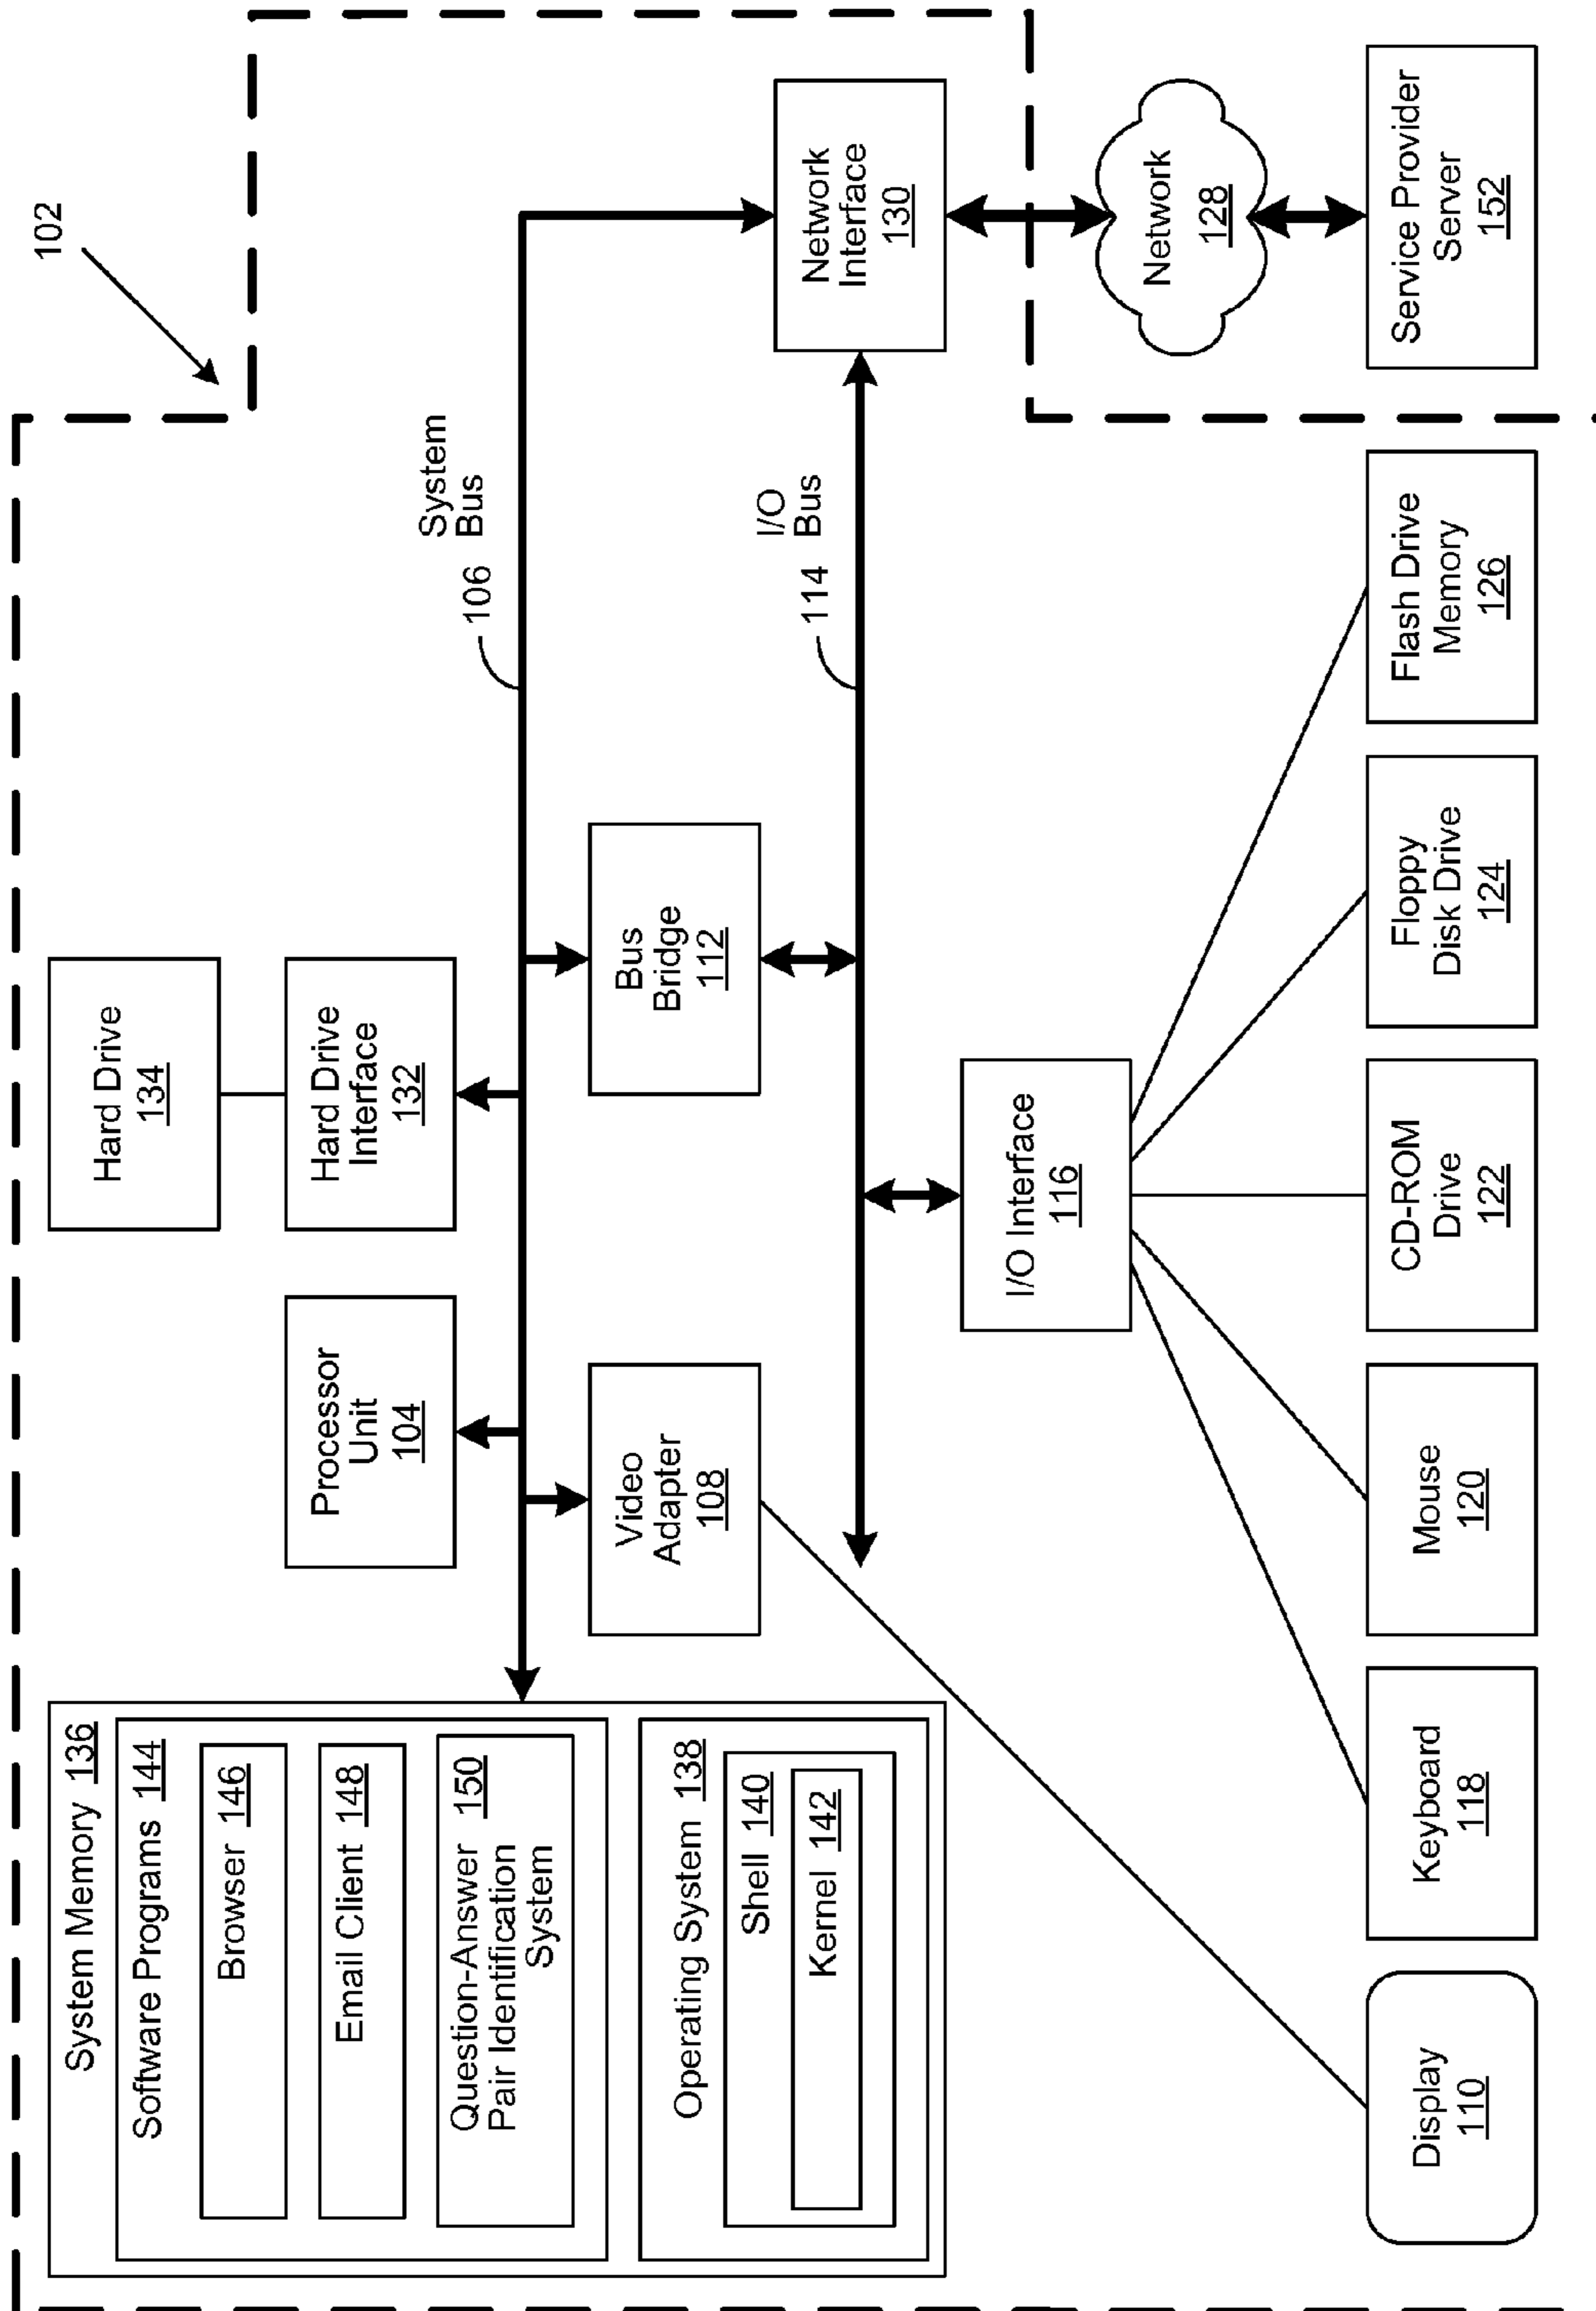 102
System Memory 136
Software Programs 144
Browser 146
Email Client 148
Question-Answer 150
Pair Identification
System
Operating System 138
Shell 140
Kernel 142
Processor
Unit
104
Hard Drive
134
Hard Drive
Interface
132
106
System
Bus
Video
Adapter
108
Bus
Bridge
112
114
I/O
Bus
Network
Interface
130
I/O Interface
116
Network
128
Display
110
Keyboard
118
Mouse
120
CD-ROM
Drive
122
Floppy
Disk Drive
124
Flash Drive
Memory
126
Service Provider
Server
152